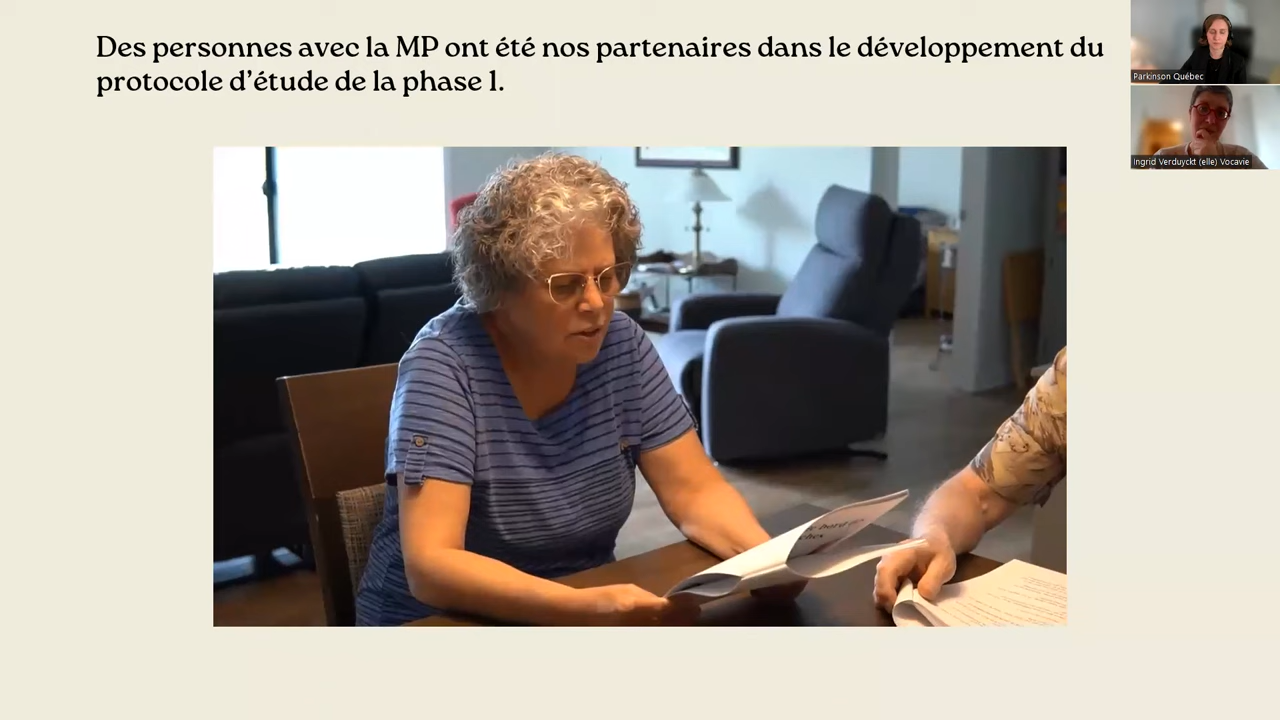 Des personnes avec la MP ont été nos partenaires dans le développement du
protocole d'étude de la phase 1.
Parkinson Québec
Ingrid Verduyckt (elle) Vocavie